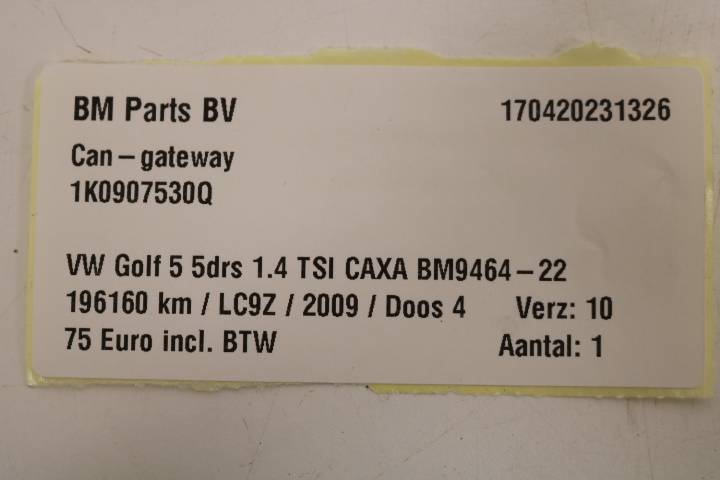 BM Parts BV 170420231326
Can-gateway
1K0907530Q
VW Golf 5 5drs 1.4 TSI CAXA BM9464-22
196160 km / LC9Z / 2009 / Doos 4 Verz: 10
75 Euro incl. BTW Aantal: 1